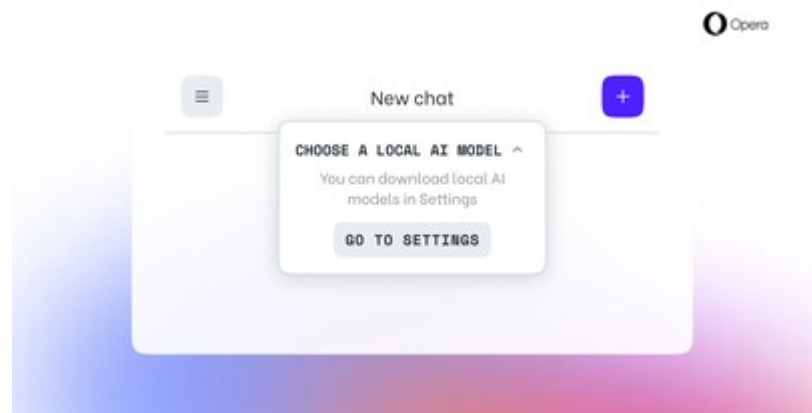 Opera
New chat
CHOOSE A LOCAL AI MODEL
You can download local AI
models in Settings
GO TO SETTINGS